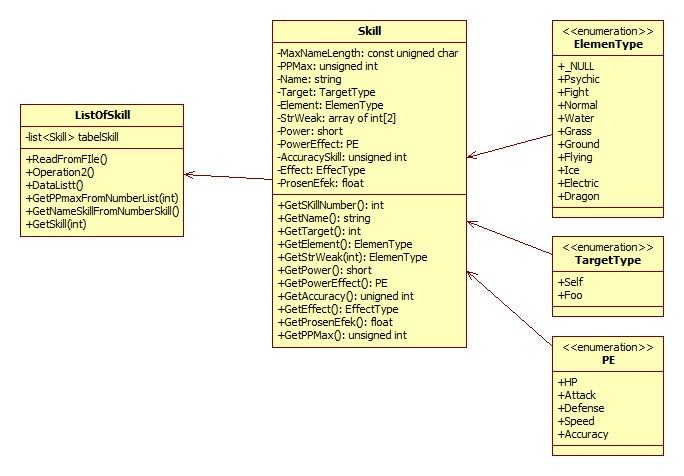 ListOfSkill
-list<Skill> tabelSkill
+ReadFromFIle()
+Operation2()
+DataListt()
+GetPPmaxFromNumberList(int)
+GetNameSkillFromNumberSkill()
+GetSkill(int)
Skill
-MaxNameLength: const unigned char
-PPMax: unsigned int
-Name: string
-Target: TargetType
-Element: ElemenType
-StrWeak: array of int[2]
-Power: short
-PowerEffect: PE
-AccuracySkill: unsigned int
-Effect: EffecType
-ProsenEfek: float
+GetSKillNumber(): int
+GetName(): string
+GetTarget(): int
+GetElement(): ElemenType
+GetStrWeak(int): ElemenType
+GetPower(): short
+GetPowerEffect(): PE
+GetAccuracy(): unigned int
+GetEffect(): EffectType
+GetProsenEfek(): float
+GetPPMax(): unsigned int
<<enumeration>>
ElemenType
+_NULL
+Psychic
+Fight
+Normal
+Water
+Grass
+Ground
+Flying
+Ice
+Electric
+Dragon
<<enumeration>>
TargetType
+Self
+Foo
<<enumeration>>
PE
+HP
+Attack
+Defense
+Speed
+Accuracy